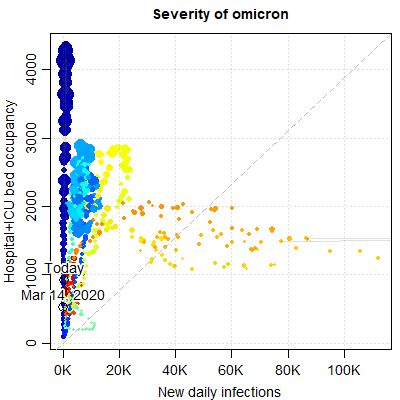 Severity of omicron
Hospital+ICU bed occupancy
4000
3000
2000
1000
0
Today
Mar 14, 2020
0K 20K 40K 60K 80K 100K
New daily infections